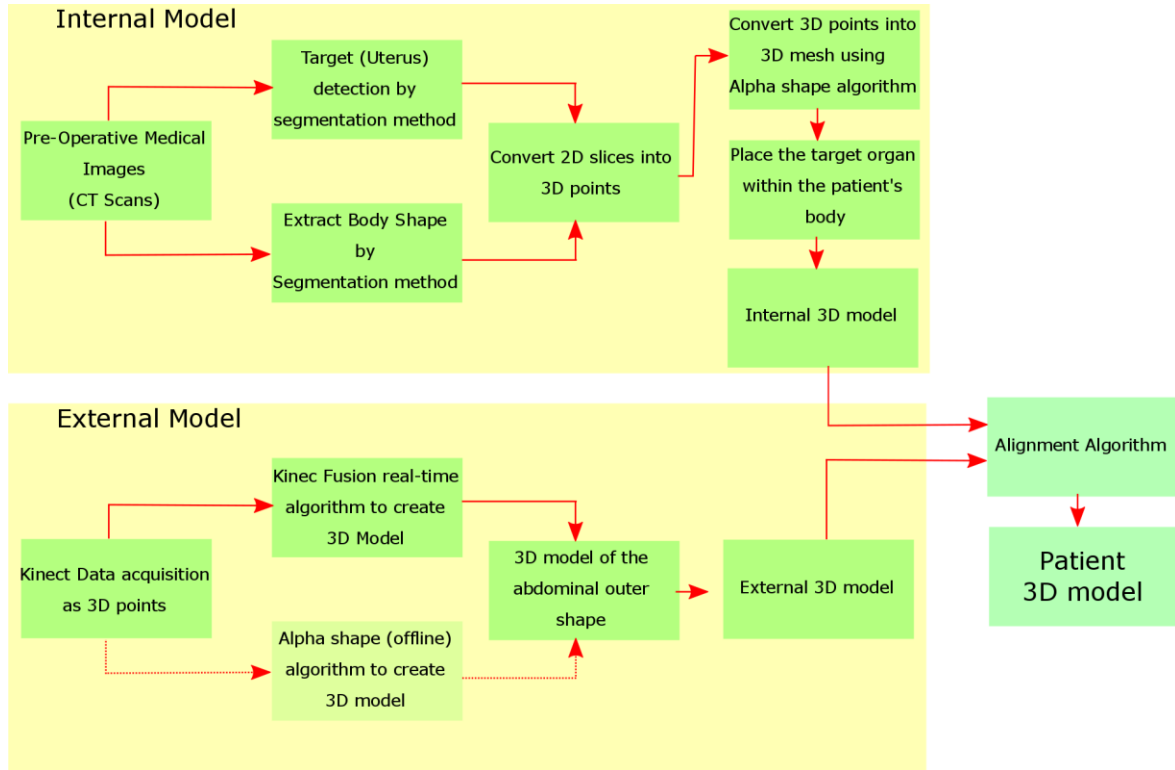 Internal Model
Pre-Operative Medical
Images
(CT Scans)
Target (Uterus)
detection by
segmentation method
Extract Body Shape
by
Segmentation method
Convert 2D slices into
3D points
Convert 3D points into
3D mesh using
Alpha shape algorithm
Place the target organ
within the patient's
body
Internal 3D model
External Model
Kinect Data acquisition
as 3D points
Kinec Fusion real-time
algorithm to create
3D Model
Alpha shape (offline)
algorithm to create
3D model
3D model of the
abdominal outer
shape
External 3D model
Alignment Algorithm
Patient
3D model